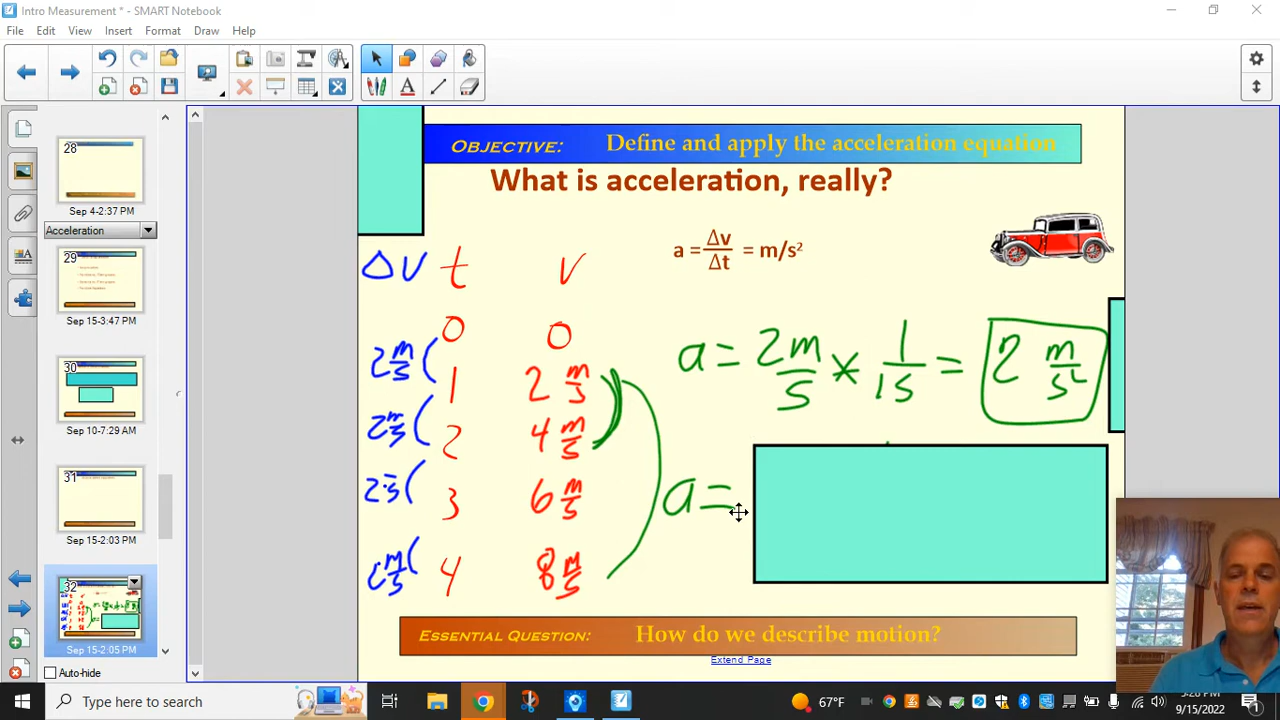 Intro Measurement * - SMART Notebook
File Edit View Insert Format Draw Help
28
Sep 4-2:37 PM
Acceleration
29
Sep 15-3:47 PM
30
Sep 10-7:29 AM
31
Sep 15-2:03 PM
32
Sep 15-2:05 PM
Auto-hide
OBJECTIVE: Define and apply the acceleration equation
What is acceleration, really?
a = Δv/Δt = m/s²
ΔV t V
0 0
2 m/s ( 1 2 m/s
2 m/s ( 2 4 m/s
3 6 m/s
4 8 m/s
a = 2m/s * 1/1s = 2 m/s²
a =
ESSENTIAL QUESTION: How do we describe motion?
Extend Page
Type here to search
67°F
9/15/2022